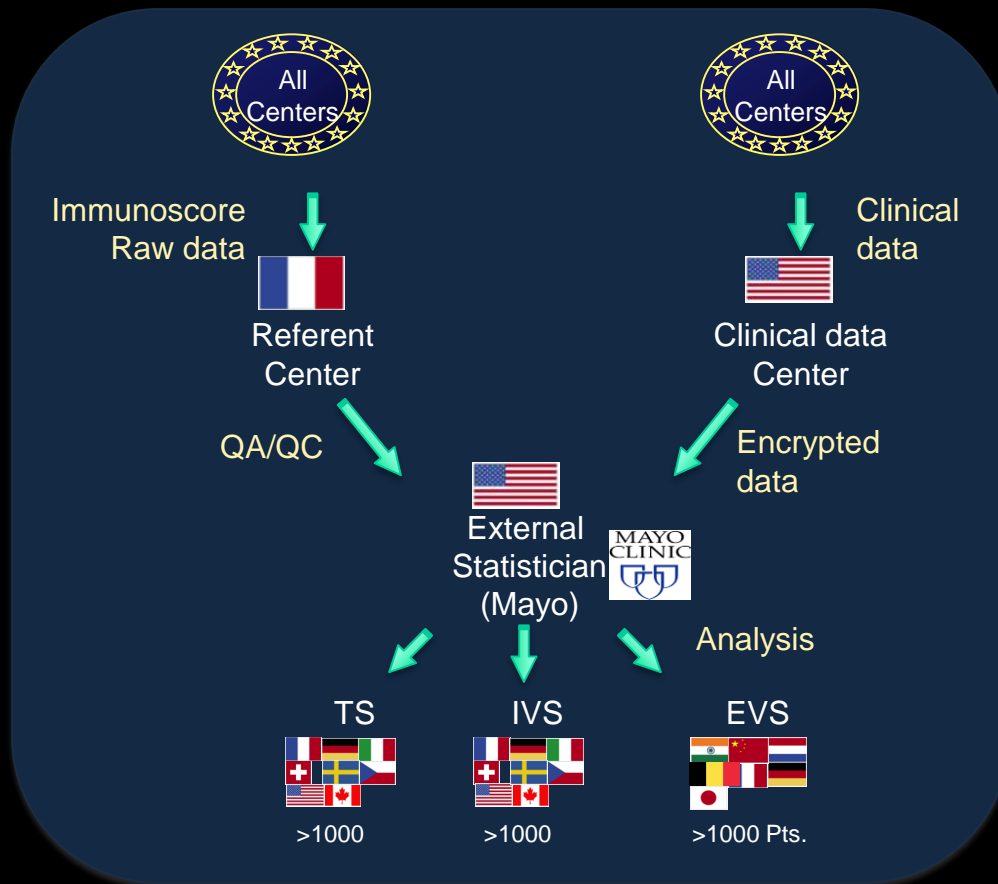 All
Centers
All
Centers
Immunoscore
Raw data
Clinical
data
Referent
Center
Clinical data
Center
QA/QC
Encrypted
data
External
Statistician
(Mayo)
MAYO
CLINIC
Analysis
TS
IVS
EVS
>1000
>1000
>1000 Pts.